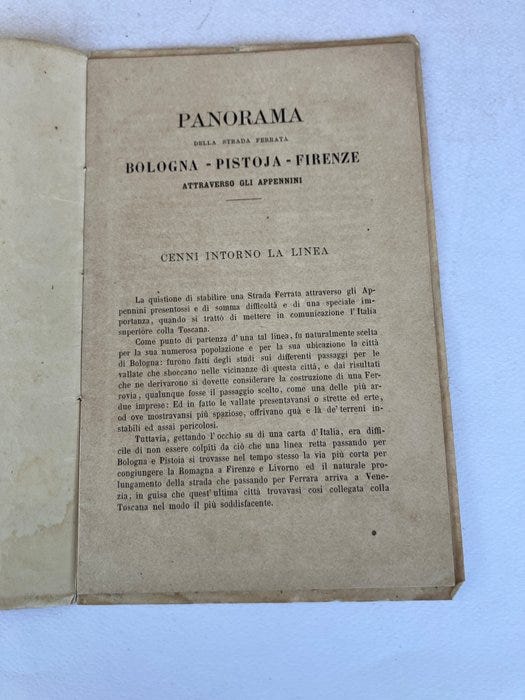 PANORAMA
DELLA STRADA FERRATA
BOLOGNA - PISTOJA - FIRENZE
ATTRAVERSO GLI APPENNINI
CENNI INTORNO LA LINEA
La quistione di stabilire una Strada Ferrata attraverso gli Ap-
pennini presentossi e di somma difficoltà e di una speciale im-
portanza, quando si trattò di mettere in comunicazione l'Italia
superiore colla Toscana.
Come punto di partenza d'una tal linea, fu naturalmente scelta
per la sua numerosa popolazione e per la sua ubicazione la città
di Bologna: furono fatti degli studi sui differenti passaggi per le
vallate che sboccano nelle vicinanze di questa città, e dai risultati
che ne derivarono si dovette considerare la costruzione di una Fer-
rovia, qualunque fosse il passaggio scelto, come una delle più ar-
due imprese: Ed in fatto le vallate presentavansi o strette ed erte,
od ove mostravansi più spaziose, offrivano quà e là de' terreni in-
stabili ed assai pericolosi.
Tuttavia, gettando l'occhio su di una carta d'Italia, era diffi-
cile di non essere colpiti da ciò che una linea retta passando per
Bologna e Pistoia si trovasse nel tempo stesso la via più corta per
congiungere la Romagna a Firenze e Livorno ed il naturale pro-
lungamento della strada che passando per Ferrara arriva a Vene-
zia, in guisa che quest'ultima città trovavasi così collegata colla
Toscana nel modo il più soddisfacente.